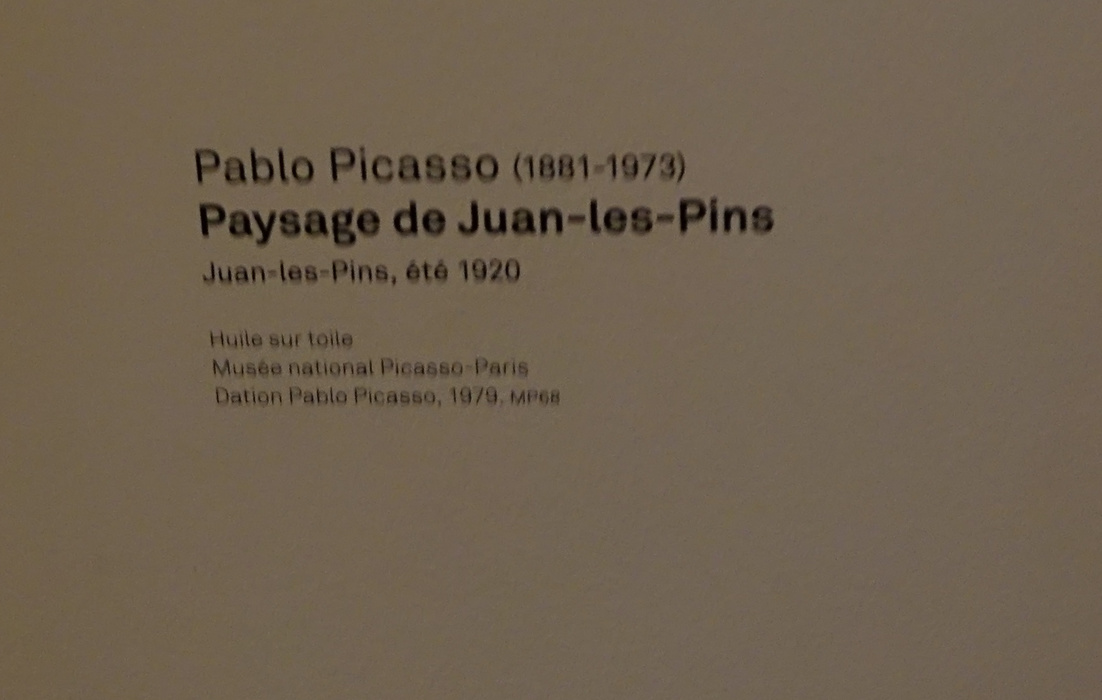 Pablo Picasso (1881-1973)
Paysage de Juan-les-Pins
Juan-les-Pins, été 1920
Huile sur toile
Musée national Picasso-Paris
Dation Pablo Picasso, 1979. MP68